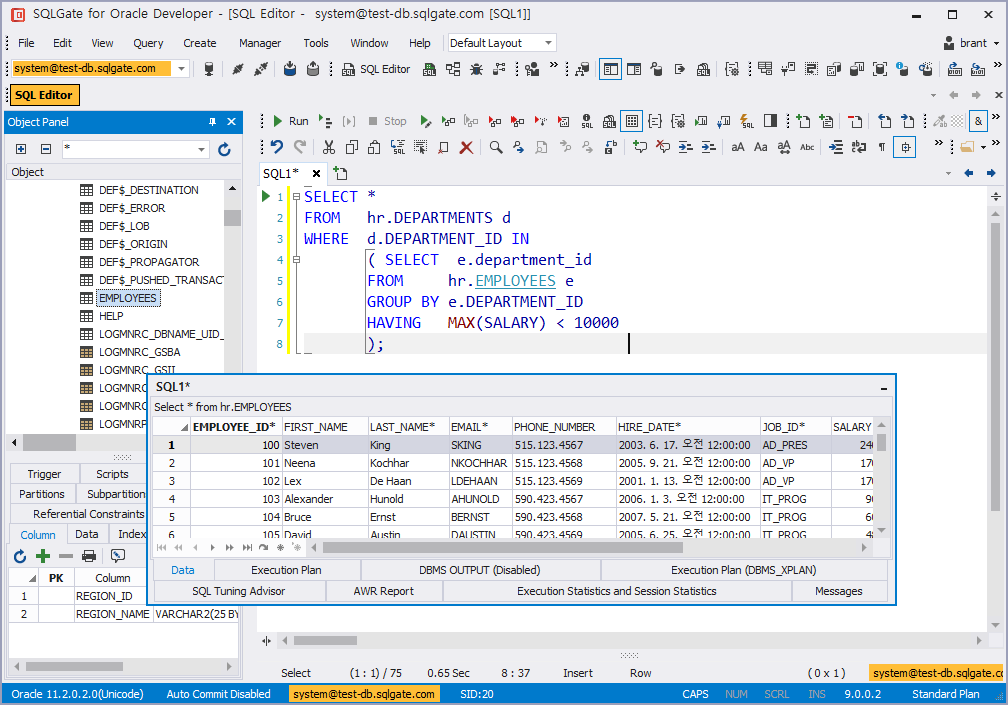 SQLGate for Oracle Developer - [SQL Editor -   system@test-db.sqlgate.com [SQL1]]
File Edit View Query Create Manager Tools Window Help Default Layout brant
system@test-db.sqlgate.com SQL Editor
SQL Editor
Object Panel Run Stop
*
Object
SQL1*
DEF$_DESTINATION
DEF$_ERROR
DEF$_LOB
DEF$_ORIGIN
DEF$_PROPAGATOR
DEF$_PUSHED_TRANSACT
EMPLOYEES
HELP
LOGMNRC_DBNAME_UID_
LOGMNRC_GSBA
LOGMNRC_GSII
LOGMNRC
LOGMNRC
LOGMNRP
1 SELECT *
2 FROM   hr.DEPARTMENTS d
3 WHERE  d.DEPARTMENT_ID IN
4 ( SELECT  e.department_id
5 FROM     hr.EMPLOYEES e
6 GROUP BY e.DEPARTMENT_ID
7 HAVING   MAX(SALARY) < 10000
8 );
SQL1*
Select * from hr.EMPLOYEES
EMPLOYEE_ID* FIRST_NAME LAST_NAME* EMAIL* PHONE_NUMBER HIRE_DATE* JOB_ID* SALARY
1 100 Steven King SKING 515.123.4567 2003. 6. 17. 오전 12:00:00 AD_PRES 240
2 101 Neena Kochhar NKOCHHAR 515.123.4568 2005. 9. 21. 오전 12:00:00 AD_VP 170
3 102 Lex De Haan LDEHAAN 515.123.4569 2001. 1. 13. 오전 12:00:00 AD_VP 170
4 103 Alexander Hunold AHUNOLD 590.423.4567 2006. 1. 3. 오전 12:00:00 IT_PROG 90
5 104 Bruce Ernst BERNST 590.423.4568 2007. 5. 21. 오전 12:00:00 IT_PROG 60
6 105 David Austin DAUSTIN 590.423.4569 2005. 6. 25. 오전 12:00:00 IT_PROG 48
Data Execution Plan DBMS OUTPUT (Disabled) Execution Plan (DBMS_XPLAN)
SQL Tuning Advisor AWR Report Execution Statistics and Session Statistics Messages
Trigger Scripts
Partitions Subpartition
Referential Constraints
Column Data Index
PK Column
1 REGION_ID
2 REGION_NAME VARCHAR2(25 BY
Select (1 : 1) / 75 0.65 Sec 8 : 37 Insert Row ( 0 x 1 ) system@test-db.sqlgate.cc
Oracle 11.2.0.2.0(Unicode) Auto Commit Disabled system@test-db.sqlgate.com SID:20 CAPS NUM SCRL INS 9.0.0.2 Standard Plan